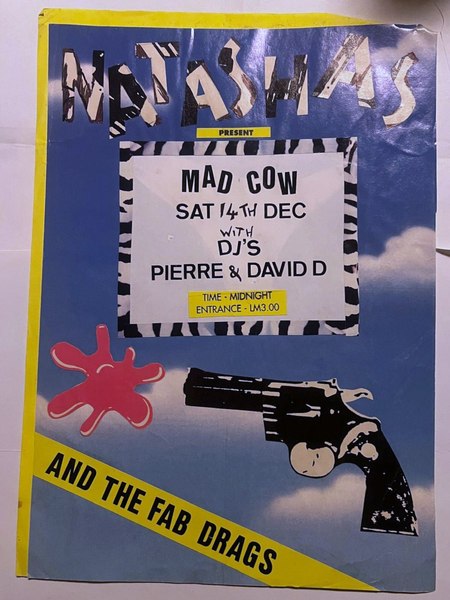 NATASHAS
PRESENT
MAD COW
SAT 14TH DEC
WITH
DJ'S
PIERRE & DAVID D
TIME - MIDNIGHT
ENTRANCE - LM3.00
AND THE FAB DRAGS